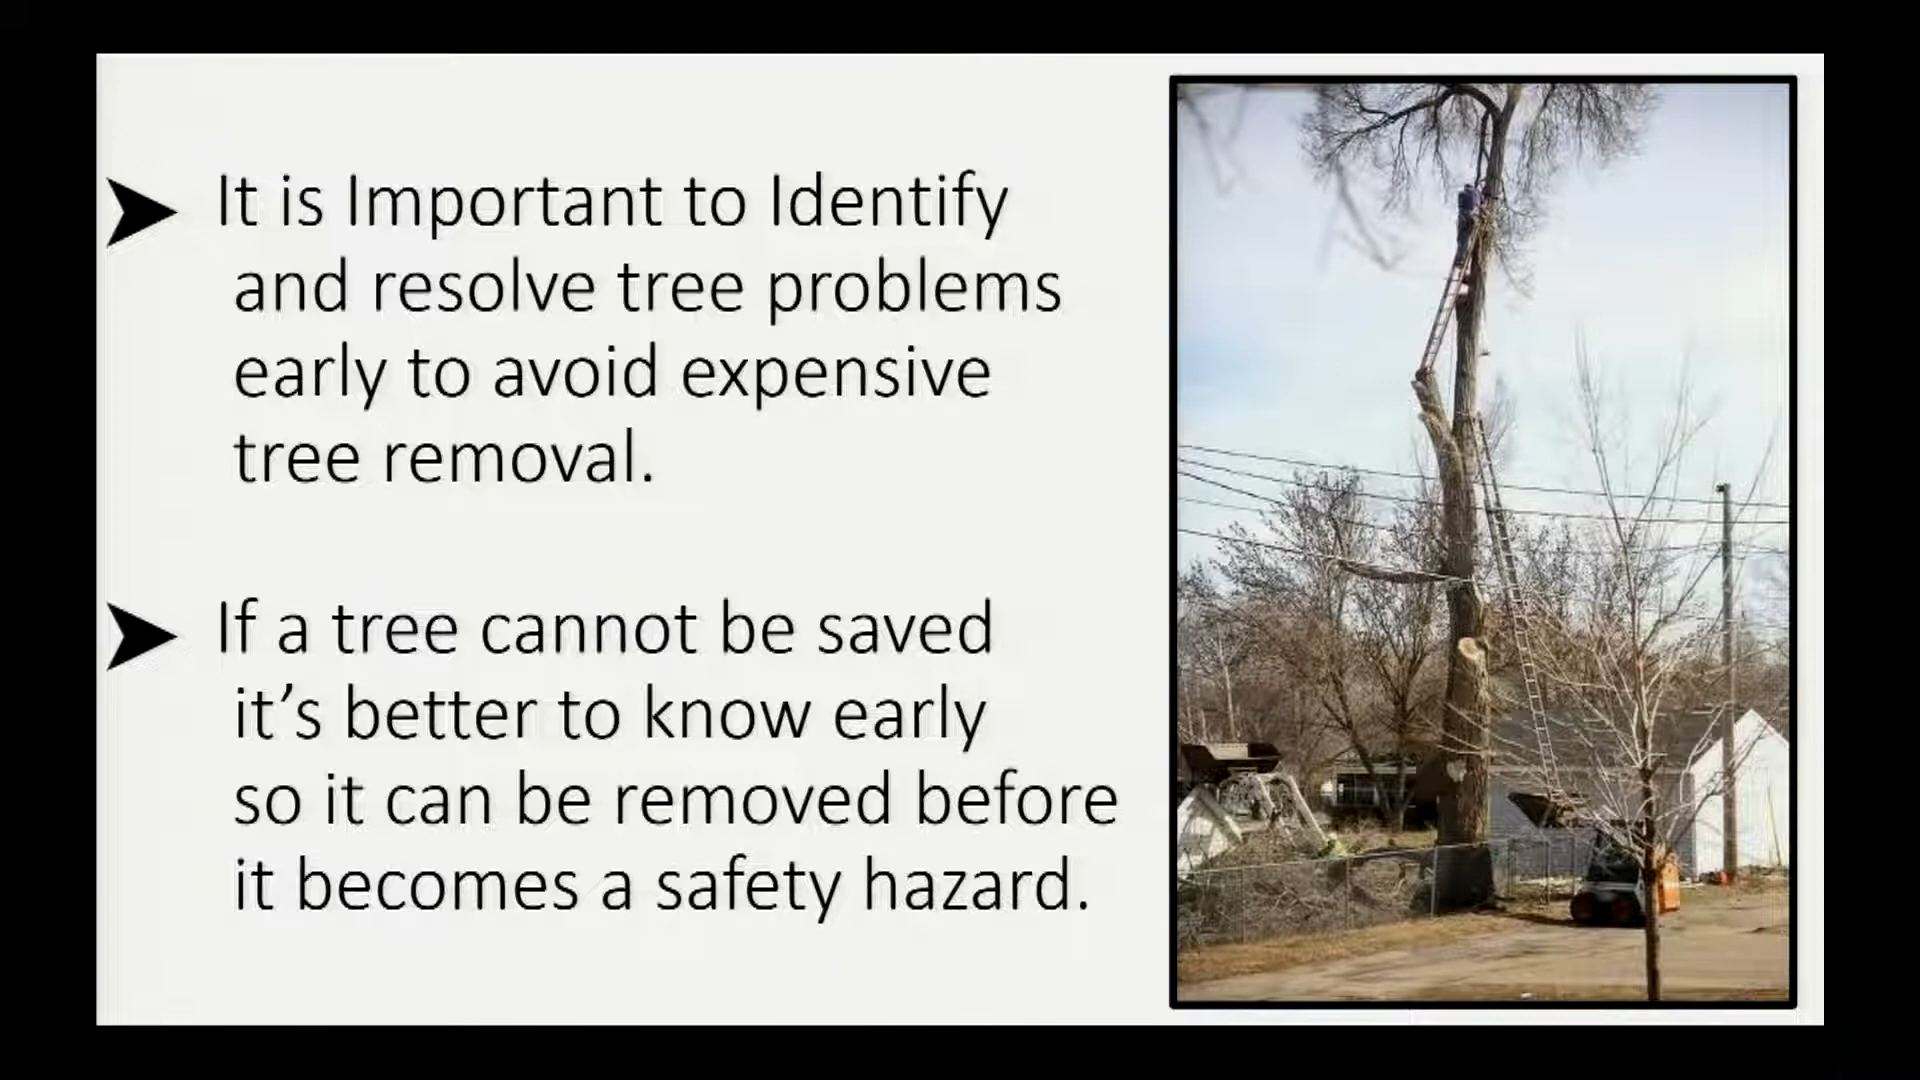 It is Important to Identify
and resolve tree problems
early to avoid expensive
tree removal.
If a tree cannot be saved
it’s better to know early
so it can be removed before
it becomes a safety hazard.